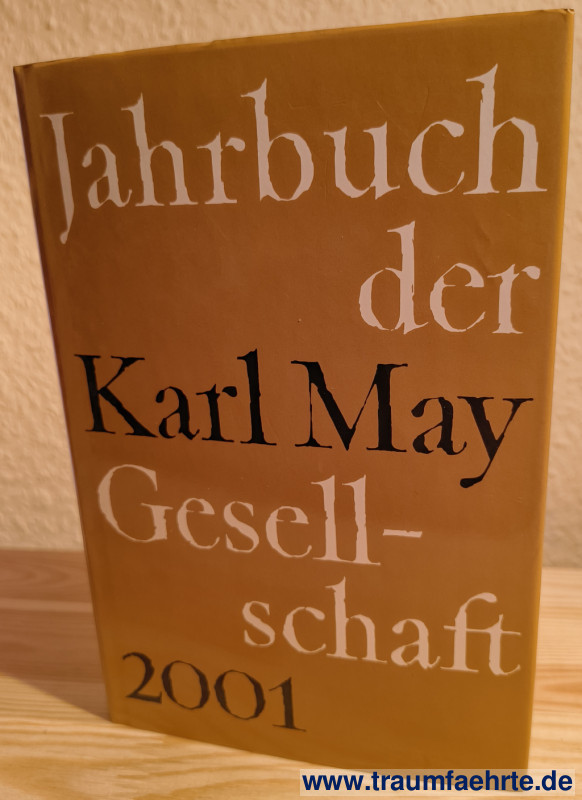 Jahrbuch
der
Karl May
Gesell-
schaft
2001
www.traumfaehrte.de